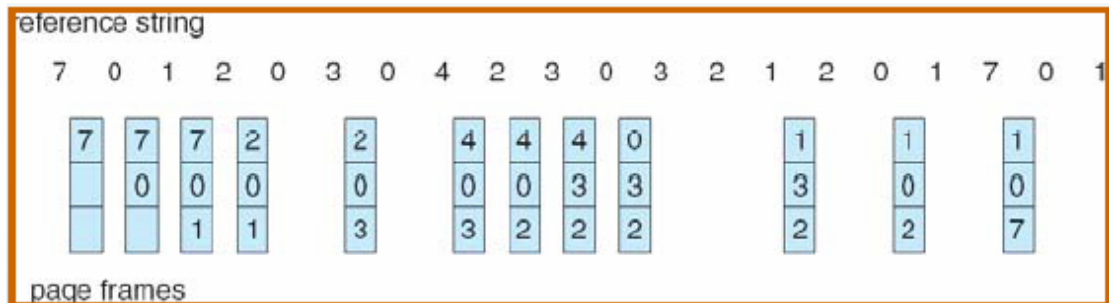 reference string
7 0 1 2 0 3 0 4 2 3 0 3 2 1 2 0 1 7 0 1
7 7 7 2 2 4 4 4 0 1 1 1
0 0 0 0 0 0 3 3 3 0 0
1 1 3 3 2 2 2 2 2 7
page frames